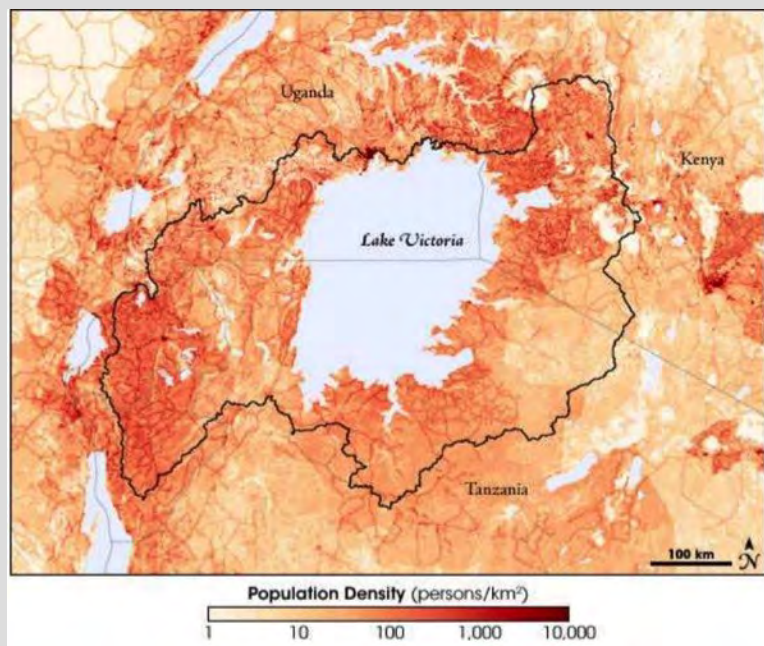 Uganda
Kenya
Lake Victoria
Tanzania
100 km
N
Population Density (persons/km²)
1 10 100 1,000 10,000